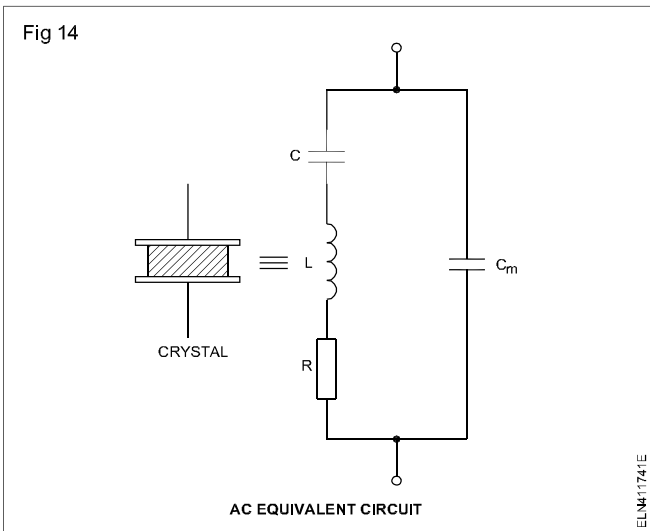 Fig 14
C
L
Cm
CRYSTAL
R
AC EQUIVALENT CIRCUIT
ELN411741E